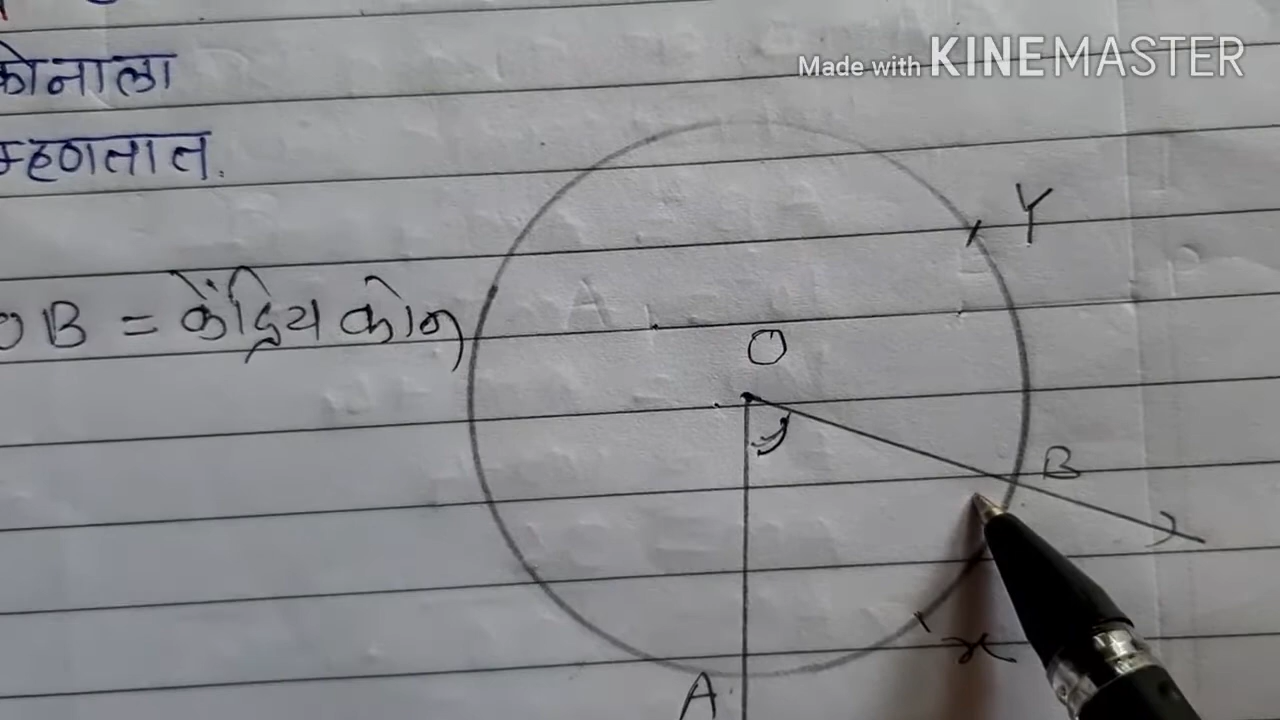 कोनाला
म्हणतात.
Made with KINEMASTER
Y
OB = केंद्रिय कोन
A
O
B
x
A